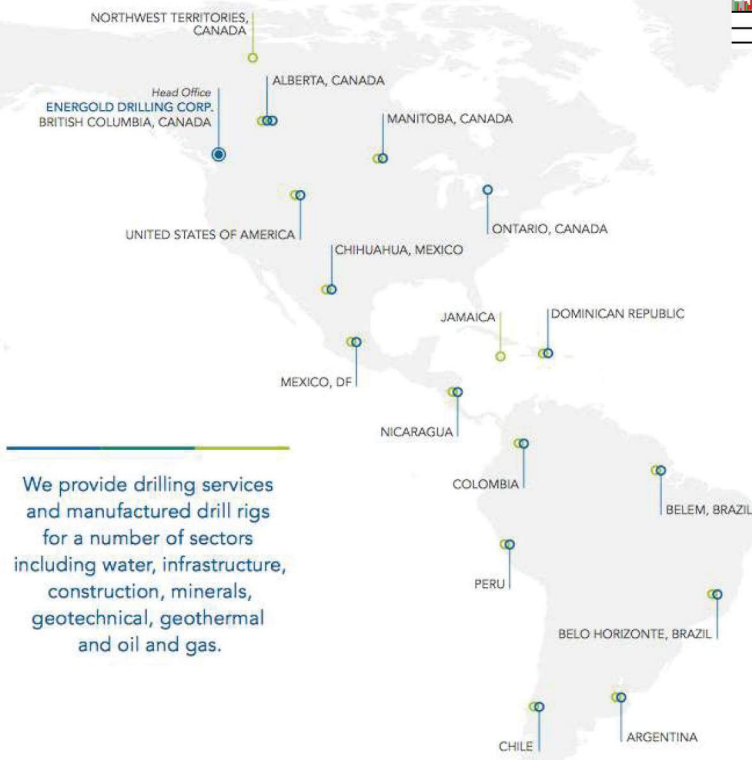 NORTHWEST TERRITORIES,
CANADA
ALBERTA, CANADA
Head Office
ENERGOLD DRILLING CORP.
BRITISH COLUMBIA, CANADA
MANITOBA, CANADA
UNITED STATES OF AMERICA
ONTARIO, CANADA
CHIHUAHUA, MEXICO
JAMAICA
DOMINICAN REPUBLIC
MEXICO, DF
NICARAGUA
COLOMBIA
BELEM, BRAZIL
We provide drilling services
and manufactured drill rigs
for a number of sectors
including water, infrastructure,
construction, minerals,
geotechnical, geothermal
and oil and gas.
PERU
BELO HORIZONTE, BRAZIL
ARGENTINA
CHILE